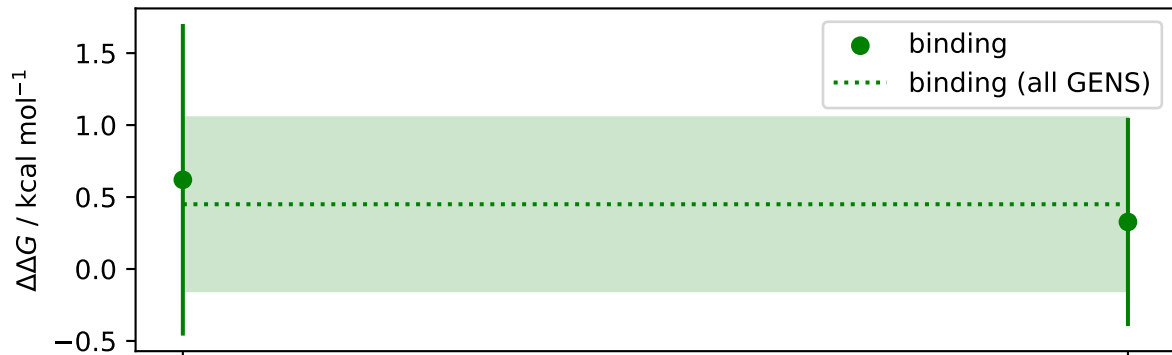 1.5
1.0
0.5
0.0
−0.5
ΔΔG / kcal mol⁻¹
binding
binding (all GENS)